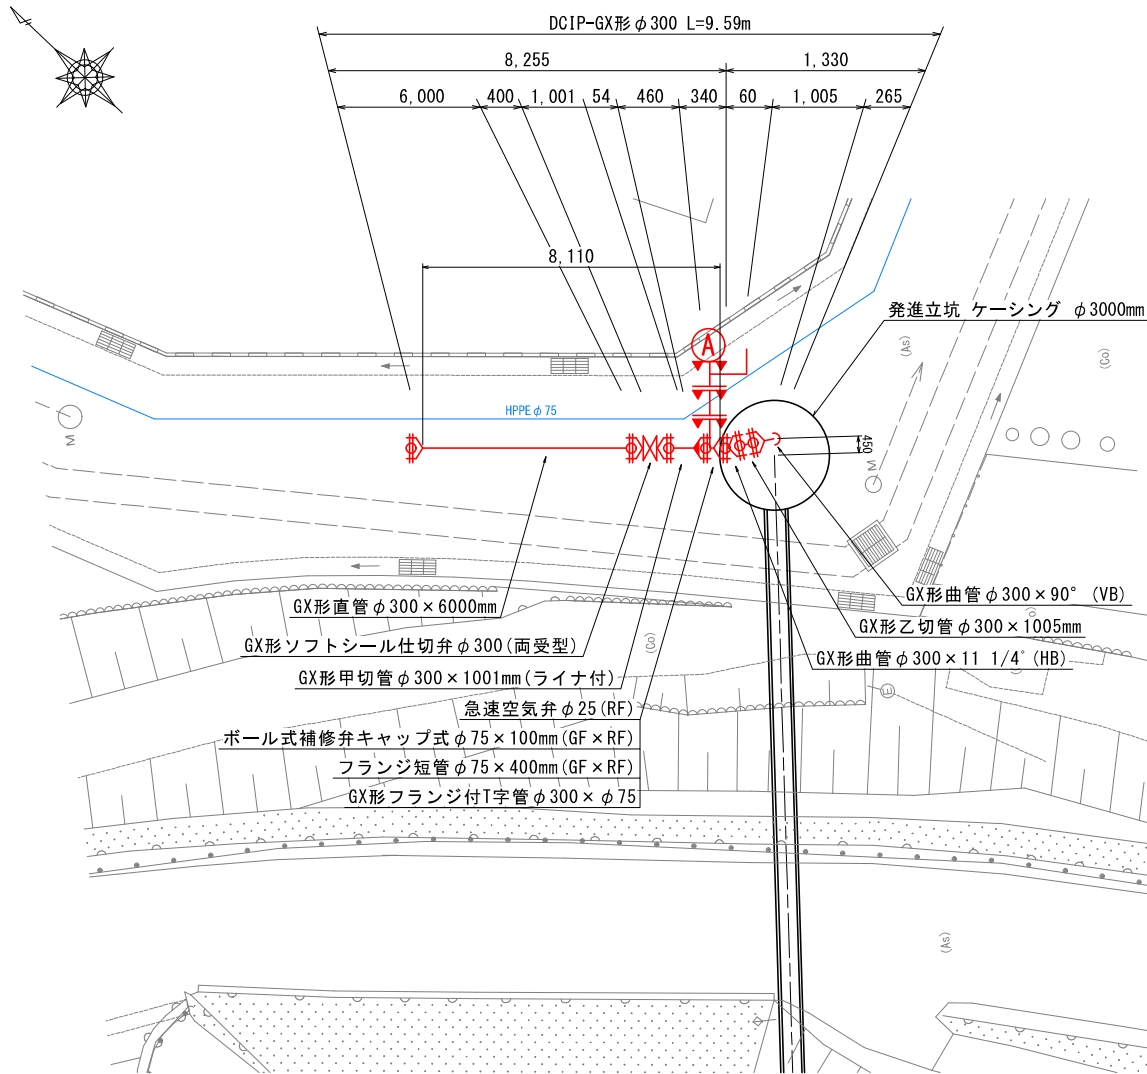 DCIP-GX形φ300 L=9.59m
8,255
1,330
6,000
400
1,001
54
460
340
60
1,005
265
8,110
発進立坑 ケーシング φ3000mm
(As)
(Co)
A
HPPEφ75
M
450
M
GX形曲管φ300×90° (VB)
GX形直管φ300×6000mm
GX形乙切管φ300×1005mm
GX形ソフトシール仕切弁φ300(両受型)
(Co)
GX形曲管φ300×11 1/4° (HB)
GX形甲切管φ300×1001mm(ライナ付)
E
急速空気弁φ25(RF)
ボール式補修弁キャップ式φ75×100mm(GF×RF)
フランジ短管φ75×400mm(GF×RF)
GX形フランジ付T字管φ300×φ75
(As)